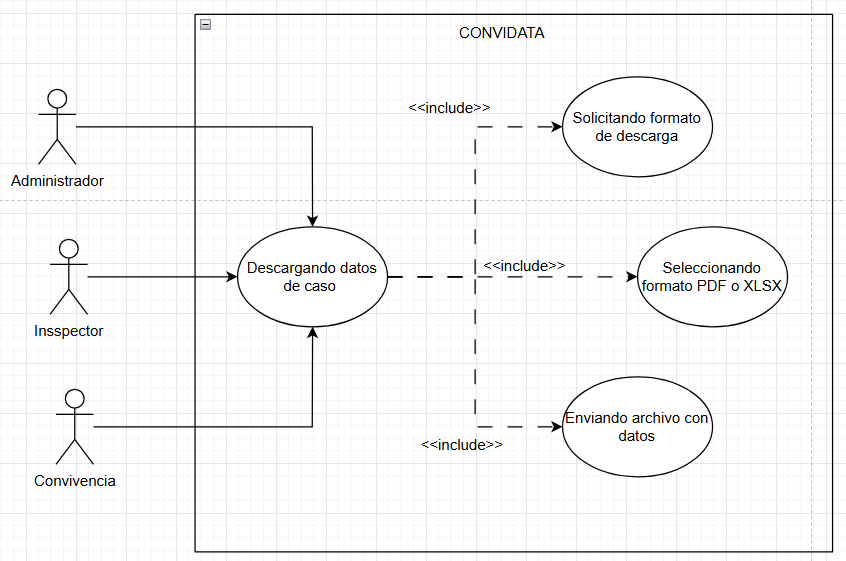 CONVIDATA
<<include>>
Solicitando formato
de descarga
Administrador
Descargando datos
de caso
<<include>>
Seleccionando
formato PDF o XLSX
Insspector
Enviando archivo con
datos
<<include>>
Convivencia